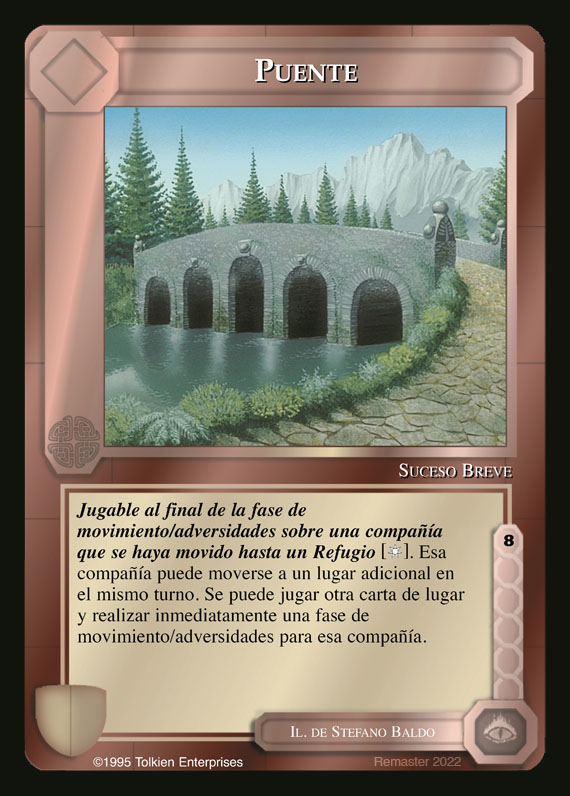 Puente
Suceso Breve
Jugable al final de la fase de
movimiento/adversidades sobre una compañía
que se haya movido hasta un Refugio []. Esa
compañía puede moverse a un lugar adicional en
el mismo turno. Se puede jugar otra carta de lugar
y realizar inmediatamente una fase de
movimiento/adversidades para esa compañía.
8
Il. de Stefano Baldo
©1995 Tolkien Enterprises
Remaster 2022